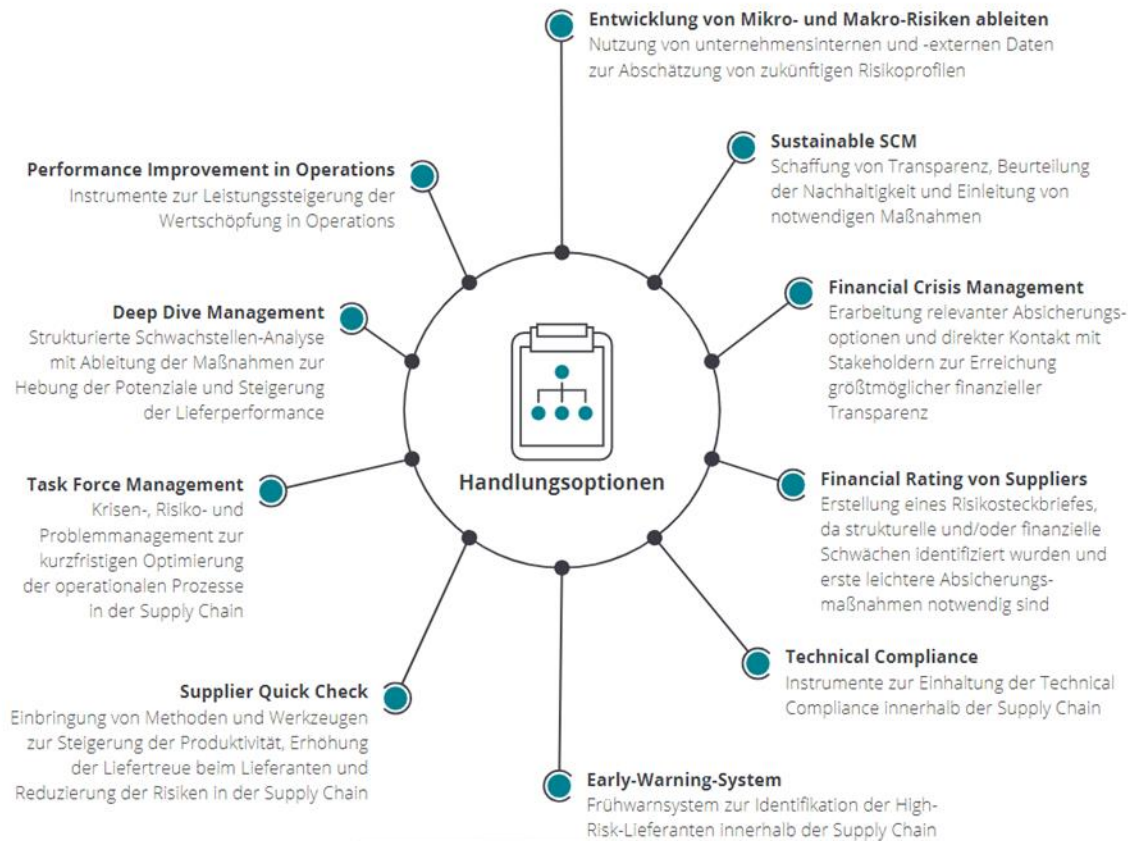 Entwicklung von Mikro- und Makro-Risiken ableiten
Nutzung von unternehmensinternen und -externen Daten
zur Abschätzung von zukünftigen Risikoprofilen
Sustainable SCM
Schaffung von Transparenz, Beurteilung
der Nachhaltigkeit und Einleitung von
notwendigen Maßnahmen
Financial Crisis Management
Erarbeitung relevanter Absicherungs-
optionen und direkter Kontakt mit
Stakeholdern zur Erreichung
größtmöglicher finanzieller
Transparenz
Financial Rating von Suppliers
Erstellung eines Risikosteckbriefes,
da strukturelle und/oder finanzielle
Schwächen identifiziert wurden und
erste leichtere Absicherungs-
maßnahmen notwendig sind
Technical Compliance
Instrumente zur Einhaltung der Technical
Compliance innerhalb der Supply Chain
Early-Warning-System
Frühwarnsystem zur Identifikation der High-
Risk-Lieferanten innerhalb der Supply Chain
Supplier Quick Check
Einbringung von Methoden und Werkzeugen
zur Steigerung der Produktivität, Erhöhung
der Liefertreue beim Lieferanten und
Reduzierung der Risiken in der Supply Chain
Task Force Management
Krisen-, Risiko- und
Problemmanagement zur
kurzfristigen Optimierung
der operationalen Prozesse
in der Supply Chain
Deep Dive Management
Strukturierte Schwachstellen-Analyse
mit Ableitung der Maßnahmen zur
Hebung der Potenziale und Steigerung
der Lieferperformance
Performance Improvement in Operations
Instrumente zur Leistungssteigerung der
Wertschöpfung in Operations
Handlungsoptionen